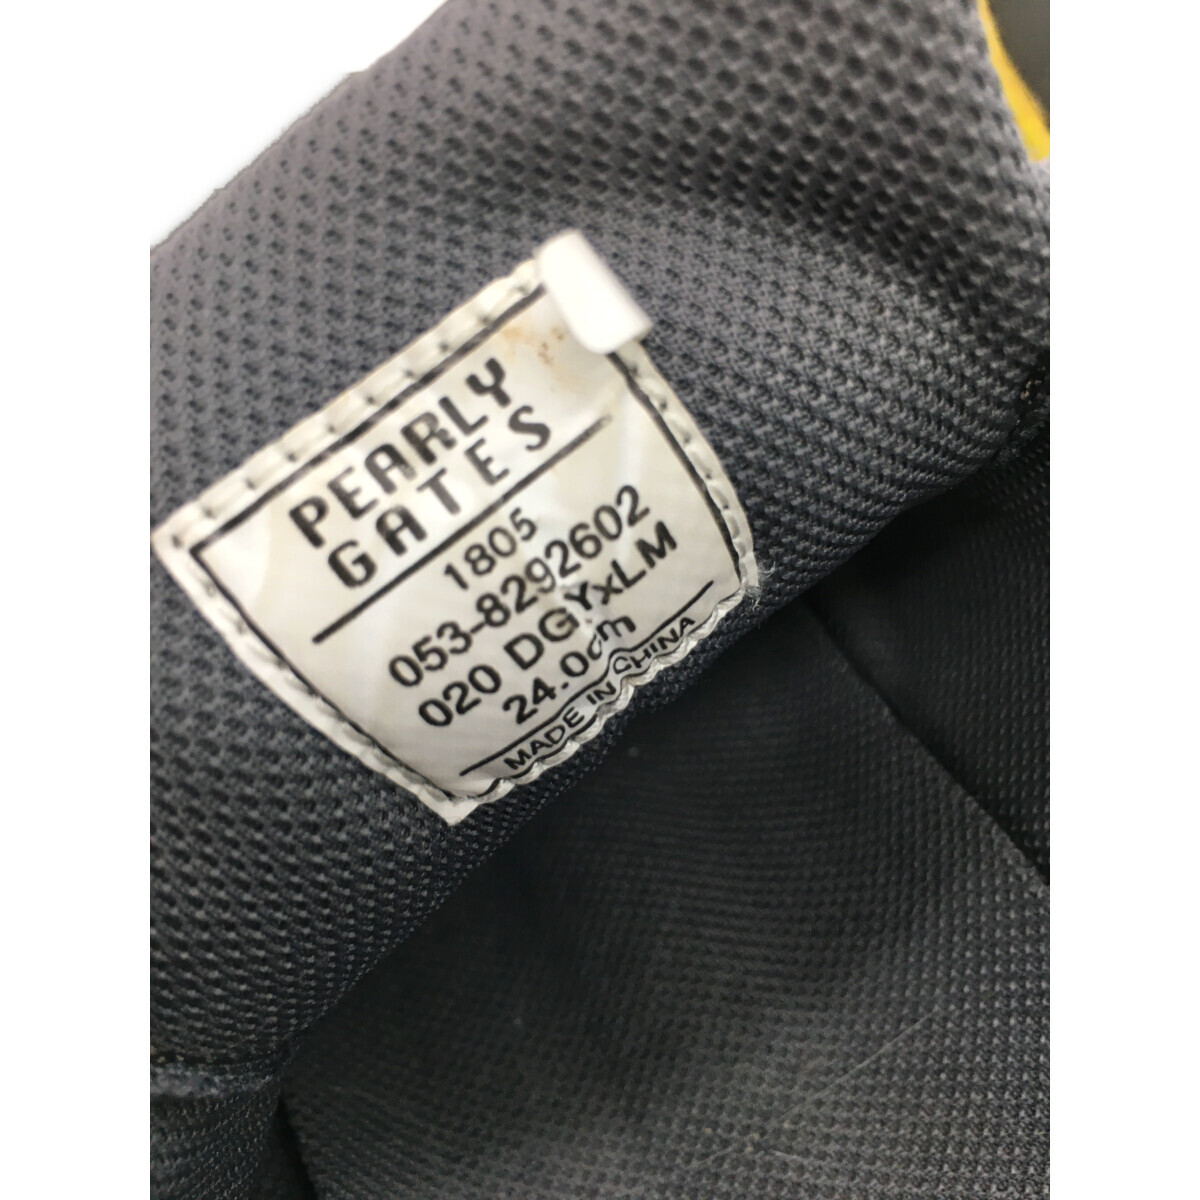 PEARLY
GATES
1805
053-8292602
020 DGYxLM
24.0cm
MADE IN CHINA